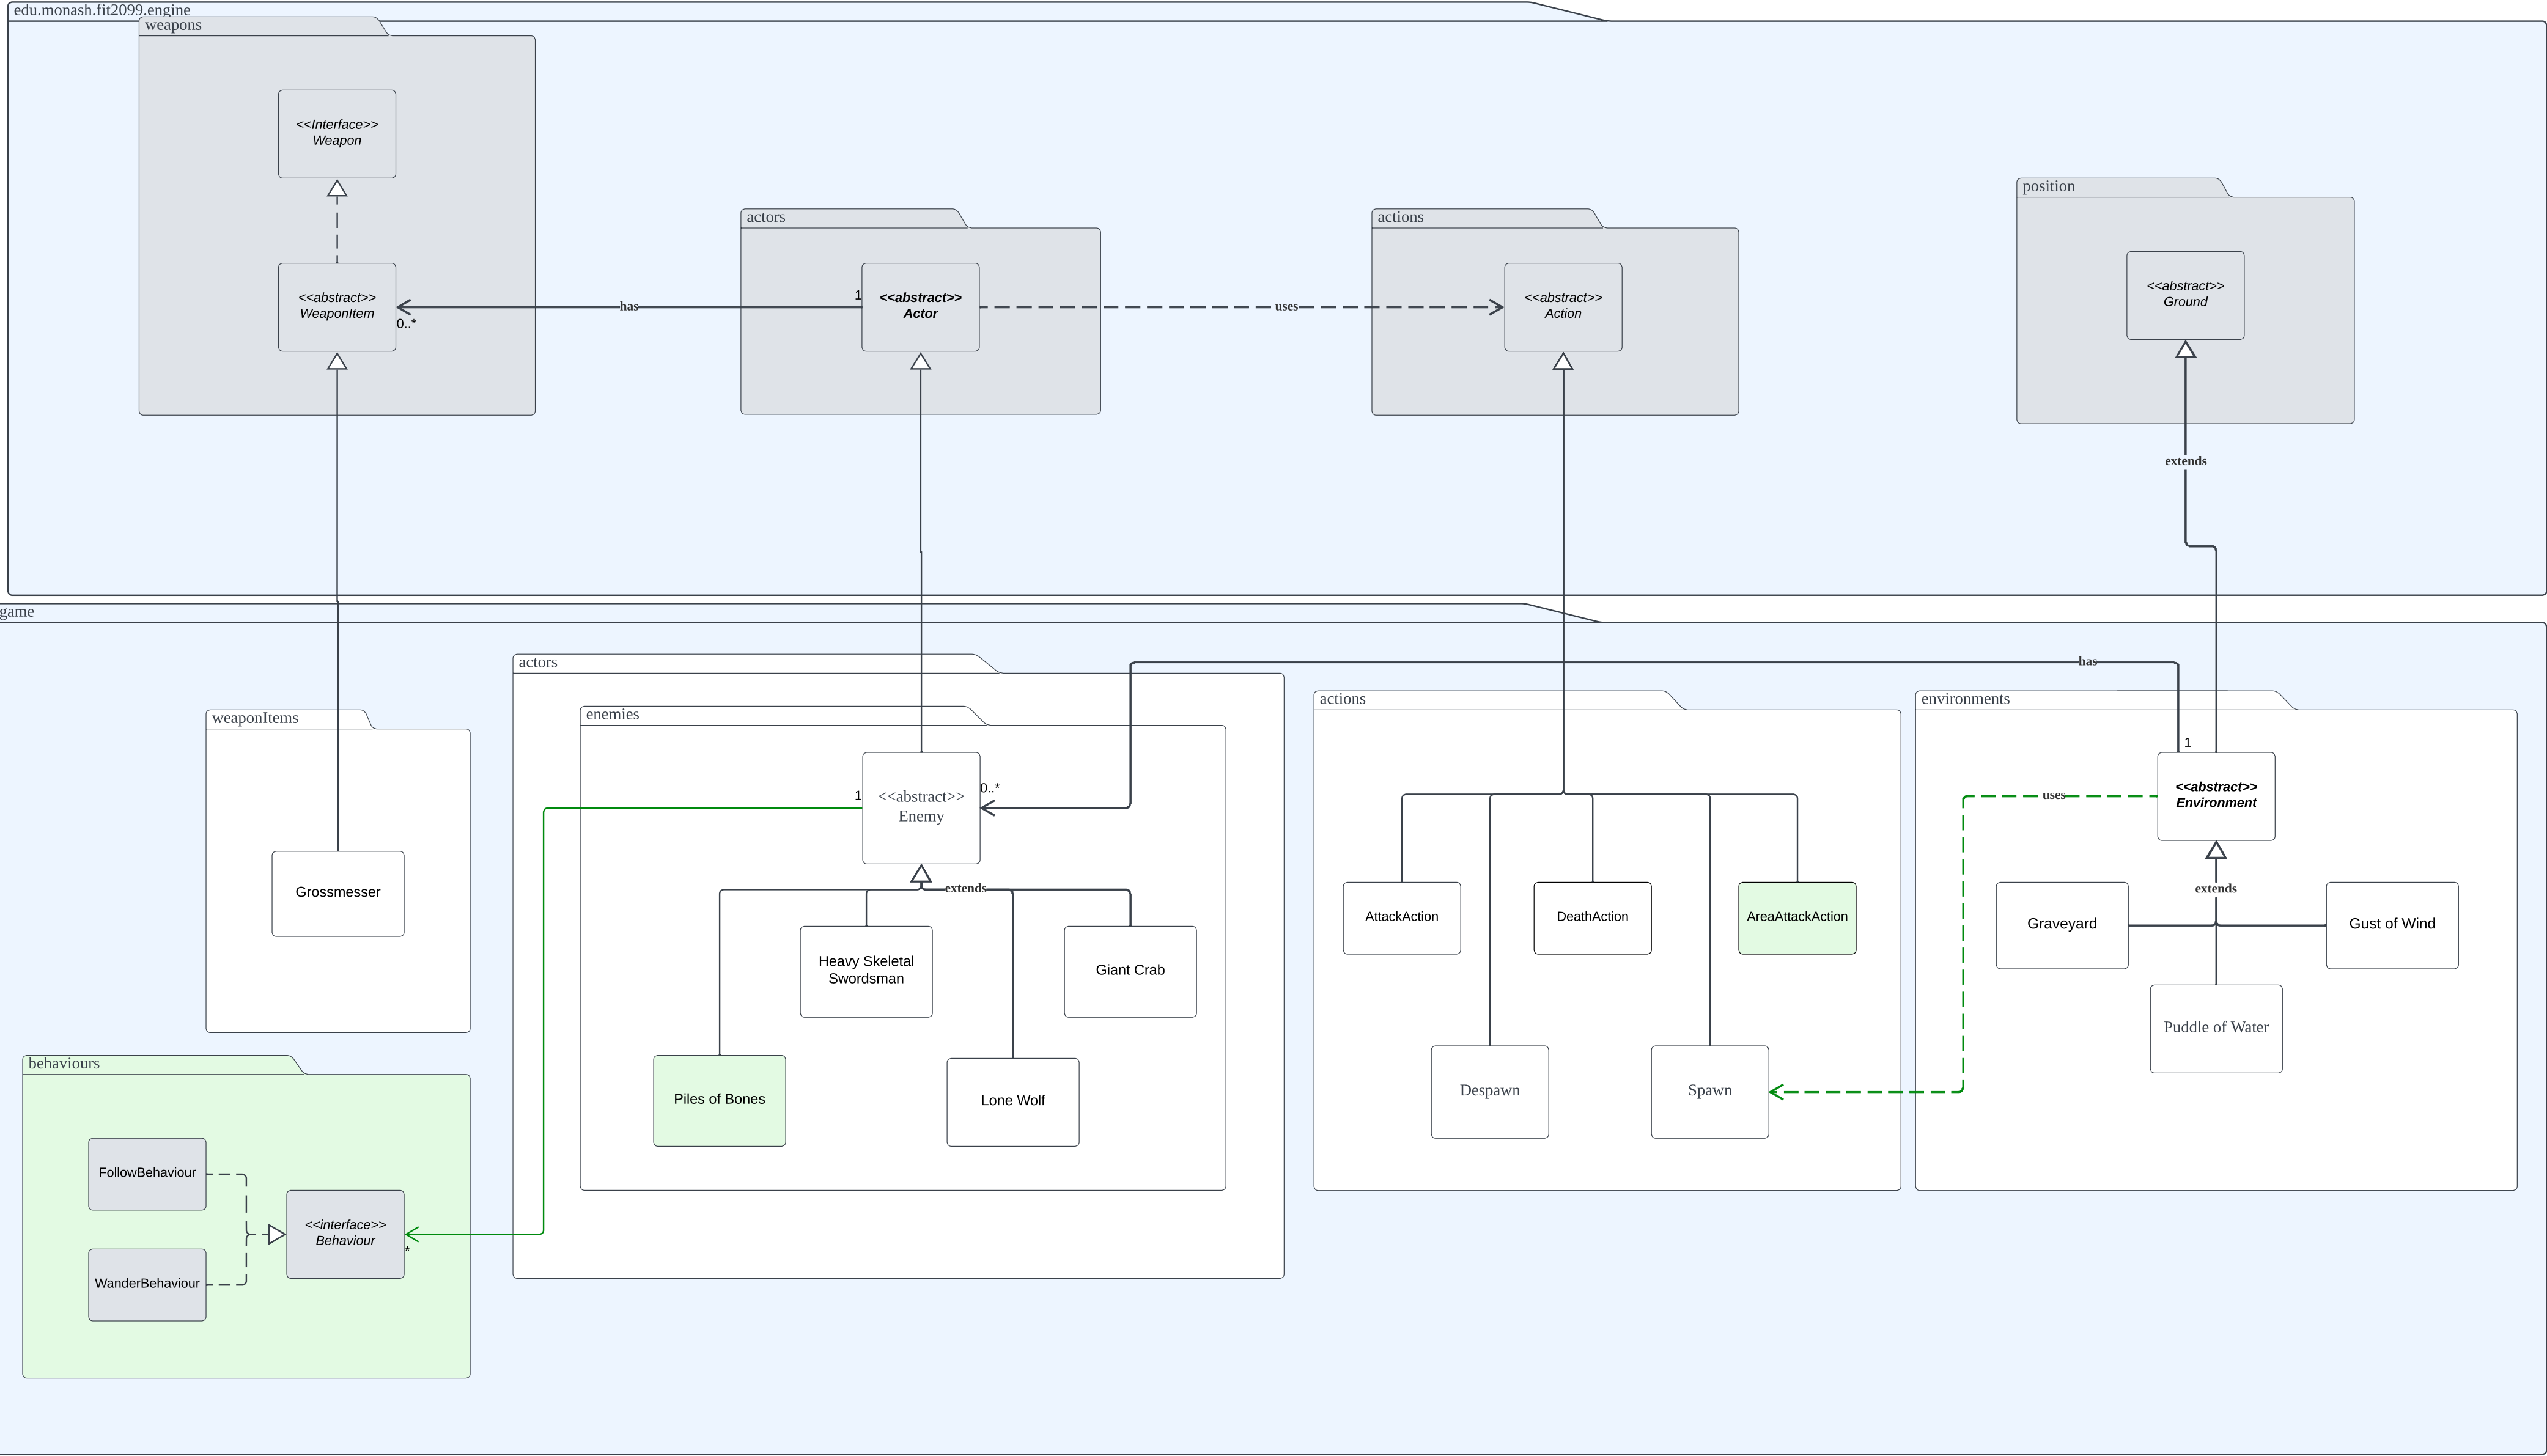 edu.monash.fit2099.engine
weapons
<<Interface>>
Weapon
<<abstract>>
WeaponItem
0..*
has
actors
1
<<abstract>>
Actor
uses
actions
<<abstract>>
Action
position
<<abstract>>
Ground
extends
game
weaponItems
Grossmesser
actors
enemies
1
<<abstract>>
Enemy
0..*
extends
Heavy Skeletal
Swordsman
Giant Crab
Piles of Bones
Lone Wolf
has
actions
AttackAction
DeathAction
AreaAttackAction
Despawn
Spawn
environments
1
<<abstract>>
Environment
uses
extends
Graveyard
Gust of Wind
Puddle of Water
behaviours
FollowBehaviour
<<interface>>
Behaviour
*
WanderBehaviour